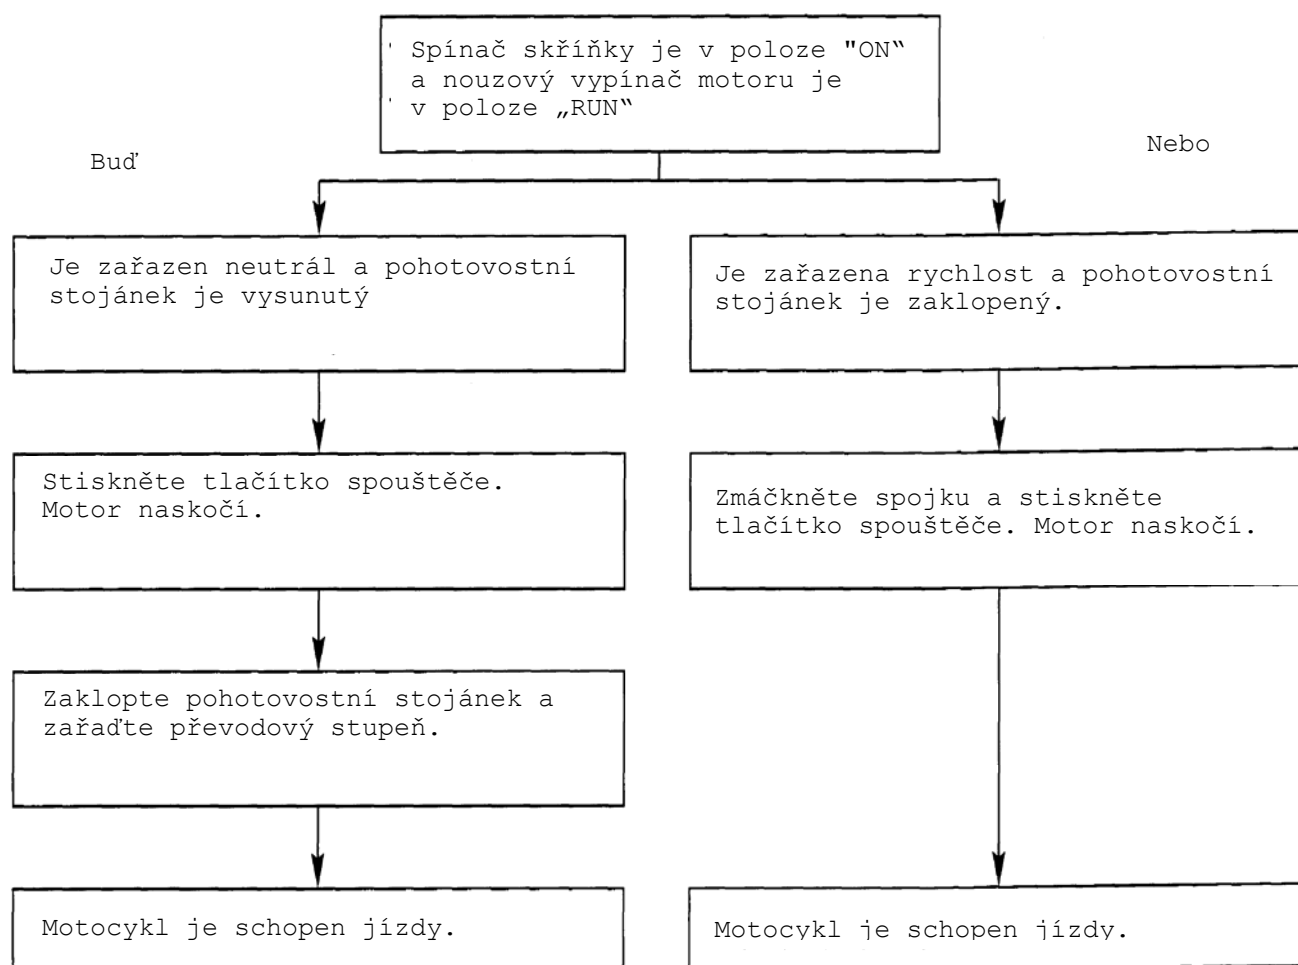 Spínač skříňky je v poloze "ON“
a nouzový vypínač motoru je
v poloze „RUN“
Buď
Nebo
Je zařazen neutrál a pohotovostní
stojánek je vysunutý
Je zařazena rychlost a pohotovostní
stojánek je zaklopený.
Stiskněte tlačítko spouštěče.
Motor naskočí.
Zmáčkněte spojku a stiskněte
tlačítko spouštěče. Motor naskočí.
Zaklopte pohotovostní stojánek a
zařaďte převodový stupeň.
Motocykl je schopen jízdy.
Motocykl je schopen jízdy.